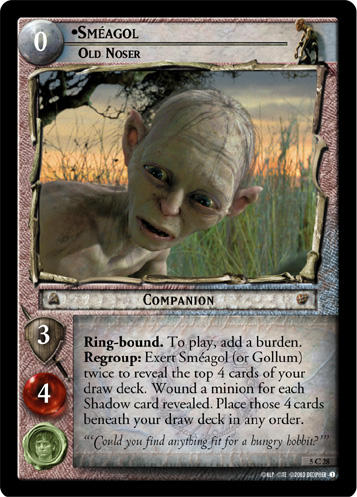 0
•Sméagol
Old Noser
Companion
3
4
Ring-bound. To play, add a burden.
Regroup: Exert Sméagol (or Gollum)
twice to reveal the top 4 cards of your
draw deck. Wound a minion for each
Shadow card revealed. Place those 4 cards
beneath your draw deck in any order.
“‘Could you find anything fit for a hungry hobbit?’”
5 C 28